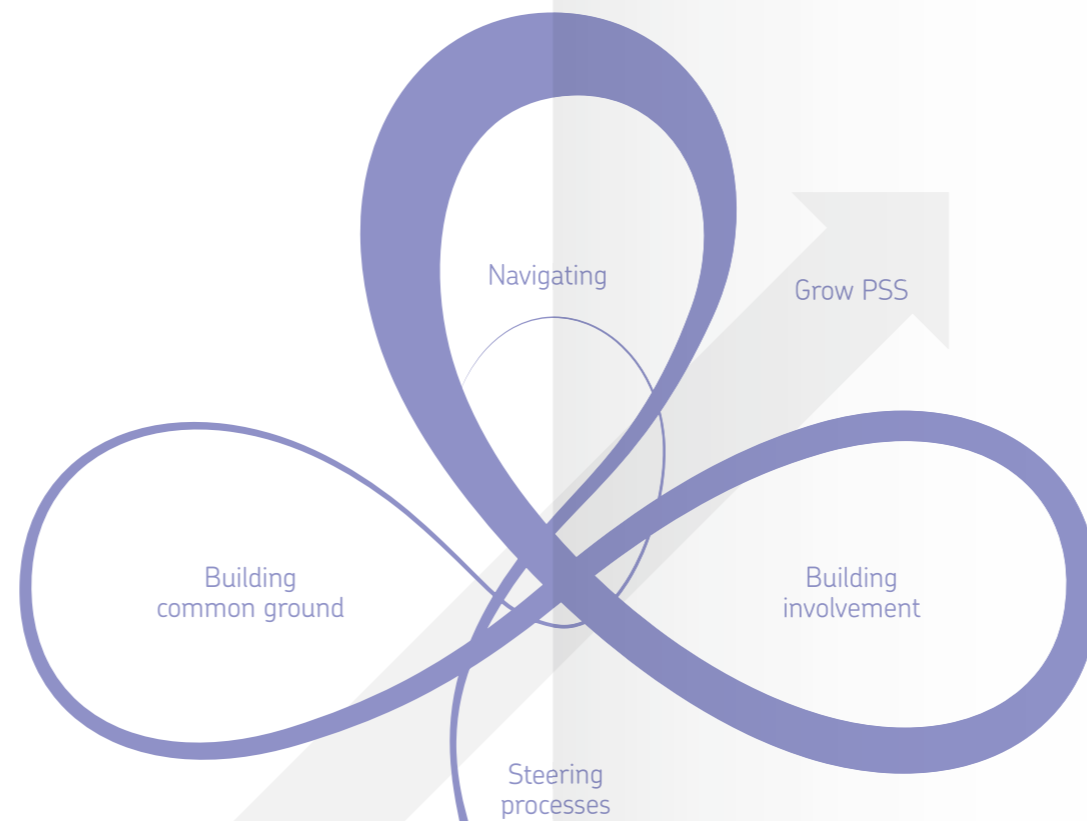 Navigating
Grow PSS
Building
common ground
Building
involvement
Steering
processes